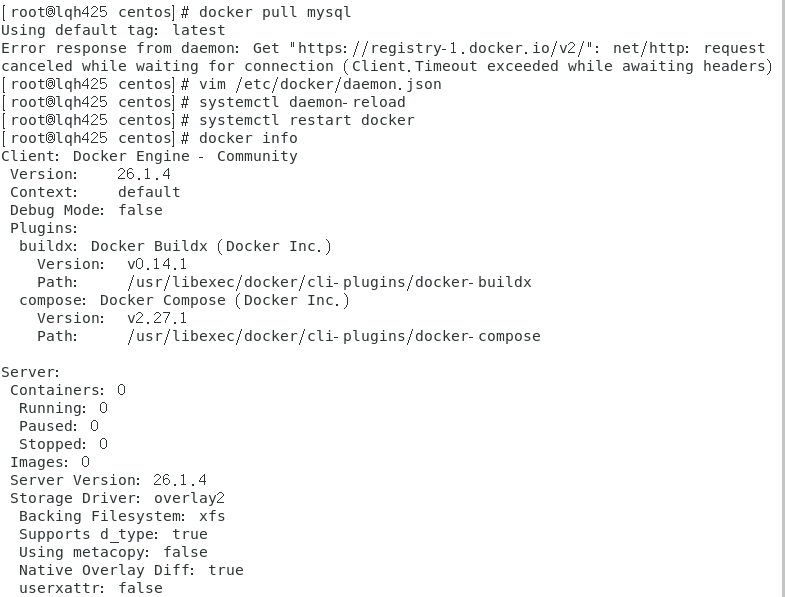 [root@lqh425 centos]# docker pull mysql
Using default tag: latest
Error response from daemon: Get "https://registry-1.docker.io/v2/": net/http: request
canceled while waiting for connection (Client.Timeout exceeded while awaiting headers)
[root@lqh425 centos]# vim /etc/docker/daemon.json
[root@lqh425 centos]# systemctl daemon-reload
[root@lqh425 centos]# systemctl restart docker
[root@lqh425 centos]# docker info
Client: Docker Engine - Community
 Version:    26.1.4
 Context:    default
 Debug Mode: false
 Plugins:
  buildx: Docker Buildx (Docker Inc.)
    Version:  v0.14.1
    Path:     /usr/libexec/docker/cli-plugins/docker-buildx
  compose: Docker Compose (Docker Inc.)
    Version:  v2.27.1
    Path:     /usr/libexec/docker/cli-plugins/docker-compose

Server:
 Containers: 0
  Running: 0
  Paused: 0
  Stopped: 0
 Images: 0
 Server Version: 26.1.4
 Storage Driver: overlay2
  Backing Filesystem: xfs
  Supports d_type: true
  Using metacopy: false
  Native Overlay Diff: true
  userxattr: false